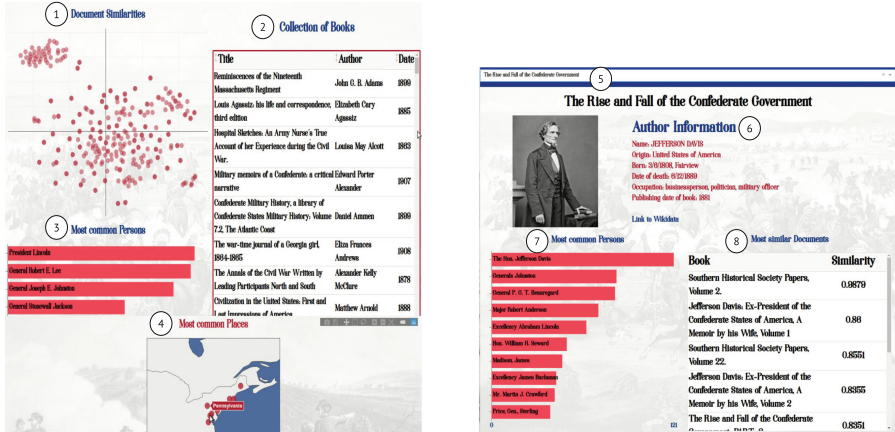 1 Document Similarities
2 Collection of Books
Title Author Date
Reminiscences of the Nineteenth
Massachusetts Regiment John G. B. Adams 1899
Louis Agassiz: his life and correspondence, Elizabeth Cary
third edition Agassiz 1885
Hospital Sketches: An Army Nurse's True
Account of her Experience during the Civil Louisa May Alcott 1863
War.
Military memoirs of a Confederate: a critical Edward Porter
narrative Alexander 1907
Confederate Military History, a library of
Confederate States Military History: Volume Daniel Ammen 1899
7.2, The Atlantic Coast
The war-time journal of a Georgia girl, Eliza Frances
1864-1865 Andrews 1908
The Annals of the Civil War Written by Alexander Kelly
Leading Participants North and South McClure 1878
Civilization in the United States: First and
Last Impressions of America Matthew Arnold 1888
3 Most common Persons
President Lincoln
General Robert E. Lee
General Joseph E. Johnston
General Stonewall Jackson
4 Most common Places
Pennsylvania
The Rise and Fall of the Confederate Government
5
The Rise and Fall of the Confederate Government
Author Information 6
Name: JEFFERSON DAVIS
Origin: United States of America
Born: 3/6/1808, Fairview
Date of death: 6/12/1889
Occupation: businessperson, politician, military officer
Publishing date of book: 1881
Link to Wikidata
7 Most common Persons
The Hon. Jefferson Davis
Generals Johnston
General P. G. T. Beauregard
Major Robert Anderson
Excellency Abraham Lincoln
Hon. William H. Seward
Madison, James
Excellency James Buchanan
Mr. Martin J. Crawford
Price, Gen., Sterling
0 121
8 Most similar Documents
Book Similarity
Southern Historical Society Papers,
Volume 2. 0.9879
Jefferson Davis: Ex-President of the
Confederate States of America, A 0.86
Memoir by his Wife, Volume 1
Southern Historical Society Papers,
Volume 22. 0.8551
Jefferson Davis: Ex-President of the
Confederate States of America, A 0.8355
Memoir by his Wife, Volume 2
The Rise and Fall of the Confederate
0.8351